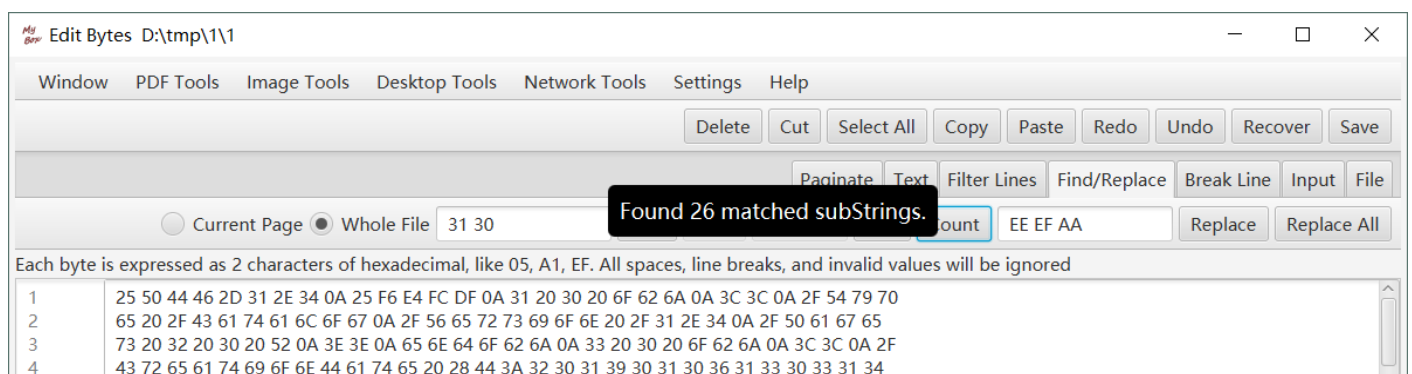 My Box Edit Bytes D:\tmp\1\1
Window PDF Tools Image Tools Desktop Tools Network Tools Settings Help
Delete Cut Select All Copy Paste Redo Undo Recover Save
Paginate Text Filter Lines Find/Replace Break Line Input File
Current Page Whole File 31 30 Found 26 matched subStrings. Count EE EF AA Replace Replace All
Each byte is expressed as 2 characters of hexadecimal, like 05, A1, EF. All spaces, line breaks, and invalid values will be ignored
1 25 50 44 46 2D 31 2E 34 0A 25 F6 E4 FC DF 0A 31 20 30 20 6F 62 6A 0A 3C 3C 0A 2F 54 79 70
2 65 20 2F 43 61 74 61 6C 6F 67 0A 2F 56 65 72 73 69 6F 6E 20 2F 31 2E 34 0A 2F 50 61 67 65
3 73 20 32 20 30 20 52 0A 3E 3E 0A 65 6E 64 6F 62 6A 0A 33 20 30 20 6F 62 6A 0A 3C 3C 0A 2F
4 43 72 65 61 74 69 6F 6E 44 61 74 65 20 28 44 3A 32 30 31 39 30 31 30 36 31 33 30 33 31 34